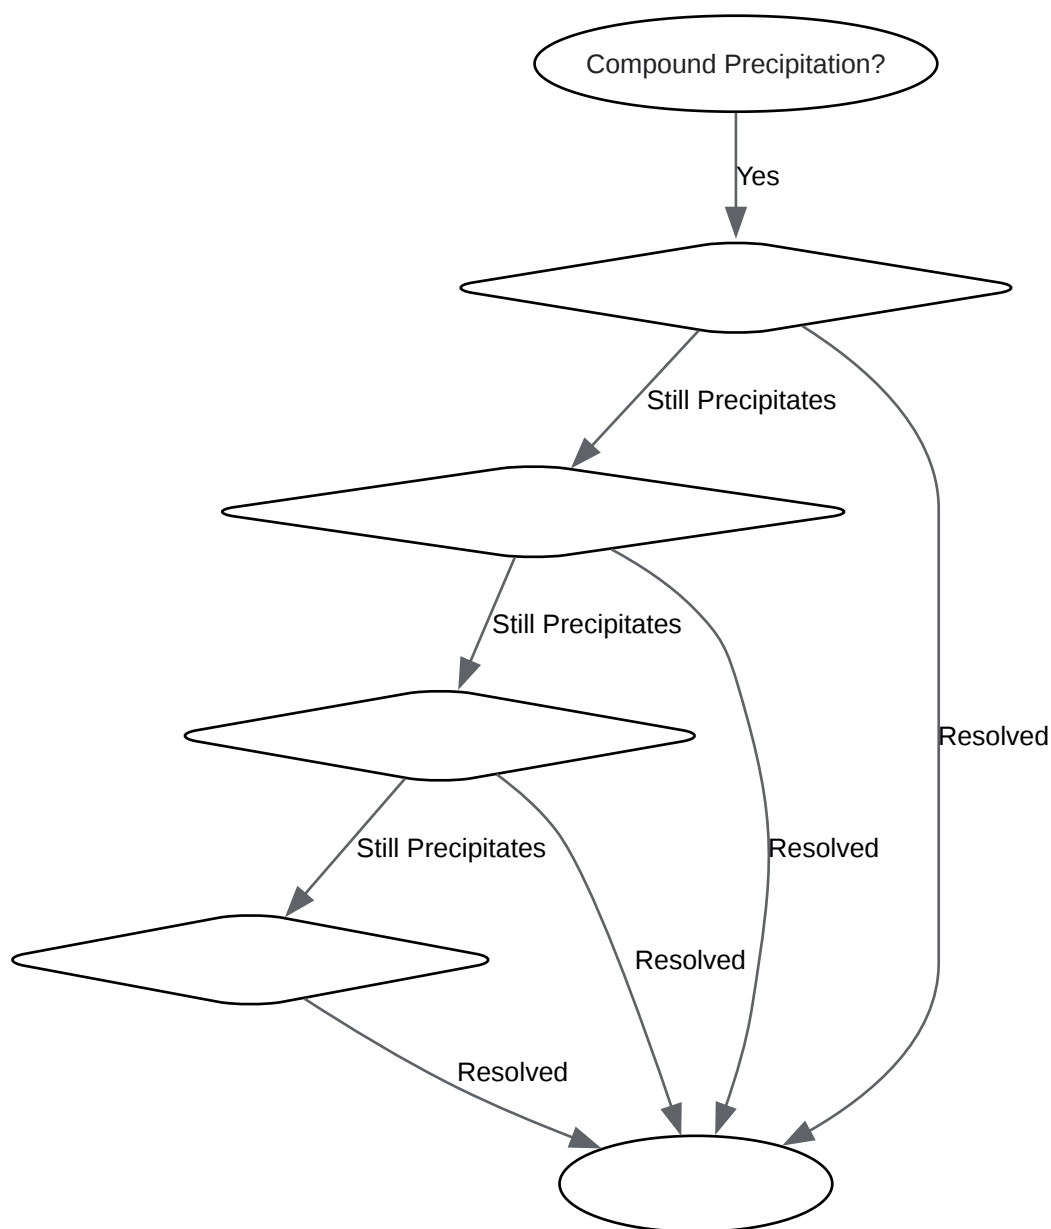 Compound Precipitation?
Yes
Still Precipitates
Still Precipitates
Resolved
Still Precipitates
Resolved
Resolved
Resolved